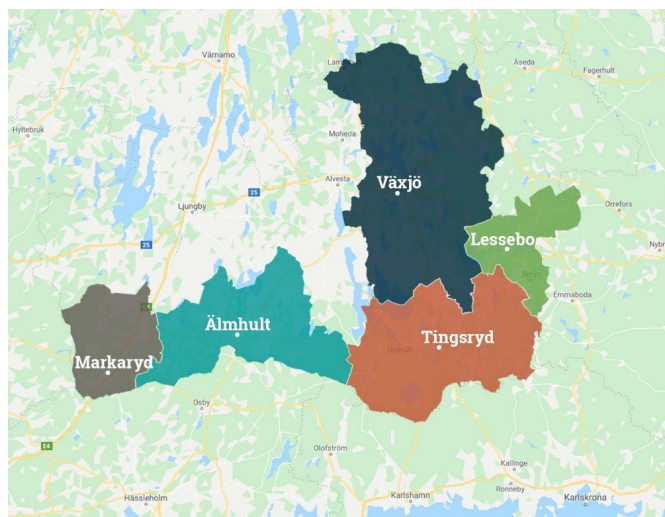 Värnamo
Åseda
Fagerhult
Hyltebruk
Moheda
Växjö
Alvesta
25
Ljungby
Orrefors
Lessebo
25
Nybr
Emmaboda
E4
Älmhult
Tingsryd
Markaryd
Osby
E4
Olofström
Kallinge
Ronneby
Hässleholm
Karlshamn
Karlskrona